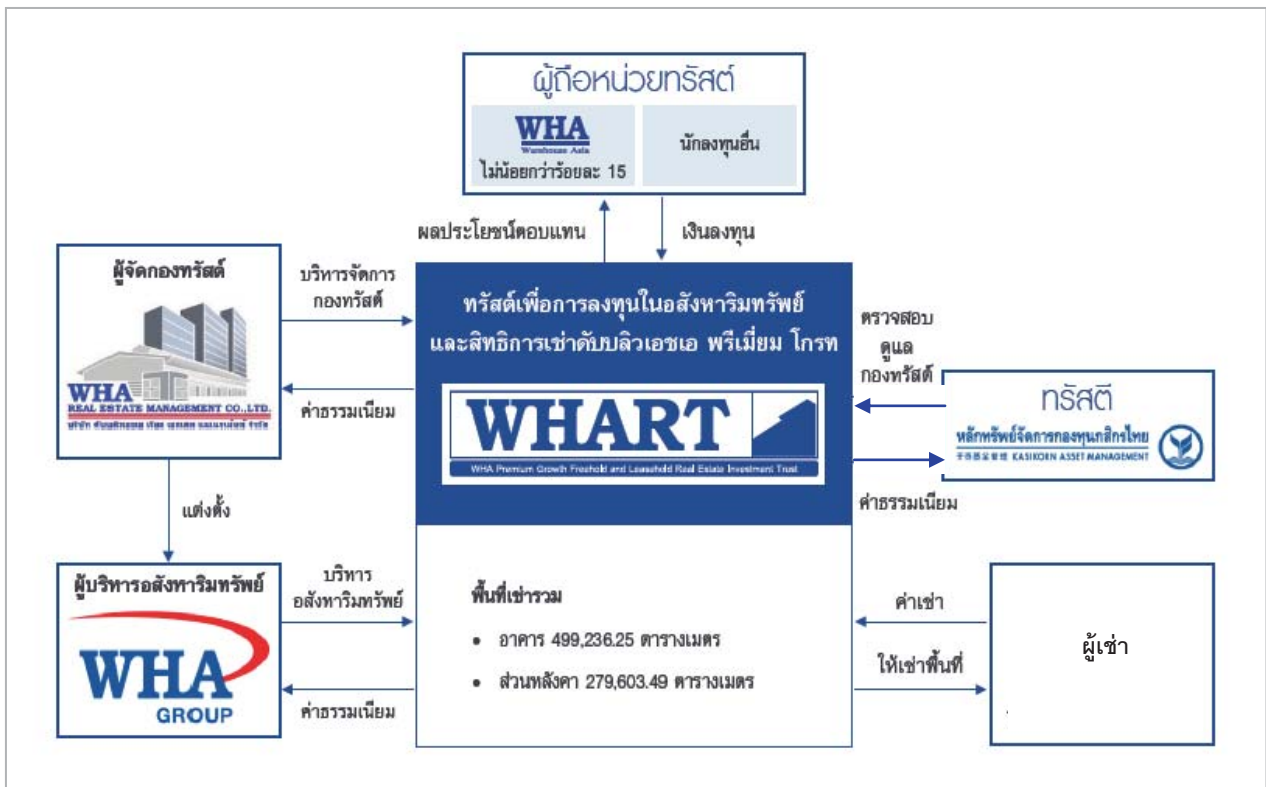 ผู้ถือหน่วยทรัสต์
WHA
Warehouse Asia
ไม่น้อยกว่าร้อยละ 15
นักลงทุนอื่น
ผลประโยชน์ตอบแทน
เงินลงทุน
ผู้จัดกองทรัสต์
WHA
REAL ESTATE MANAGEMENT CO.,LTD.
บริหารจัดการ
กองทรัสต์
ค่าธรรมเนียม
ทรัสต์เพื่อการลงทุนในอสังหาริมทรัพย์
และสิทธิการเช่าดับบลิวเอชเอ พรีเมี่ยม โกรท
WHART
WHA Premium Growth Freehold and Leasehold Real Estate Investment Trust
ตรวจสอบ
ดูแล
กองทรัสต์
ทรัสตี
หลักทรัพย์จัดการกองทุนกสิกรไทย
KASIKORN ASSET MANAGEMENT
ค่าธรรมเนียม
แต่งตั้ง
ผู้บริหารอสังหาริมทรัพย์
WHA
GROUP
บริหาร
อสังหาริมทรัพย์
ค่าธรรมเนียม
พื้นที่เช่ารวม
• อาคาร 499,236.25 ตารางเมตร
• ส่วนหลังคา 279,603.49 ตารางเมตร
ค่าเช่า
ให้เช่าพื้นที่
ผู้เช่า